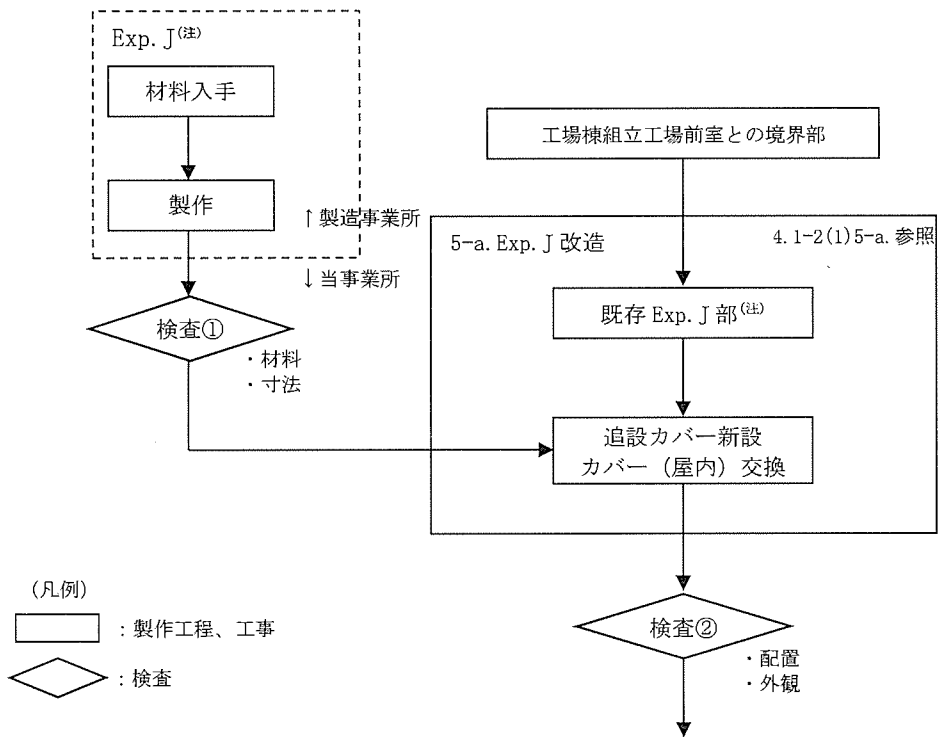 Exp. J(注)
材料入手
製作
↑製造事業所
↓当事業所
検査①
・材料
・寸法
工場棟組立工場前室との境界部
5-a. Exp. J 改造
4.1-2(1)5-a. 参照
既存 Exp. J 部(注)
追設カバー新設
カバー（屋内）交換
検査②
・配置
・外観
(凡例)
：製作工程、工事
：検査